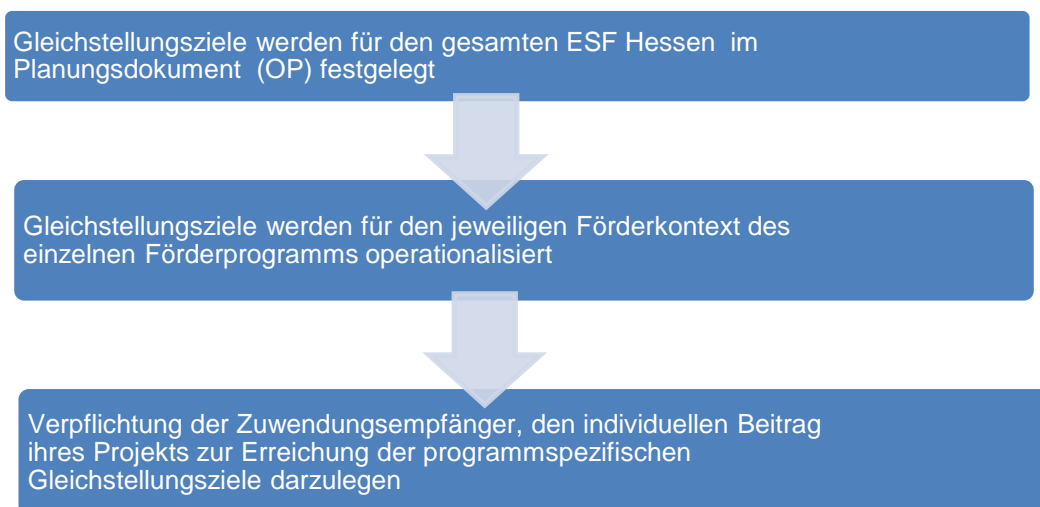 Gleichstellungsziele werden für den gesamten ESF Hessen  im
Planungsdokument  (OP) festgelegt
Gleichstellungsziele werden für den jeweiligen Förderkontext des
einzelnen Förderprogramms operationalisiert
Verpflichtung der Zuwendungsempfänger, den individuellen Beitrag
ihres Projekts zur Erreichung der programmspezifischen
Gleichstellungsziele darzulegen